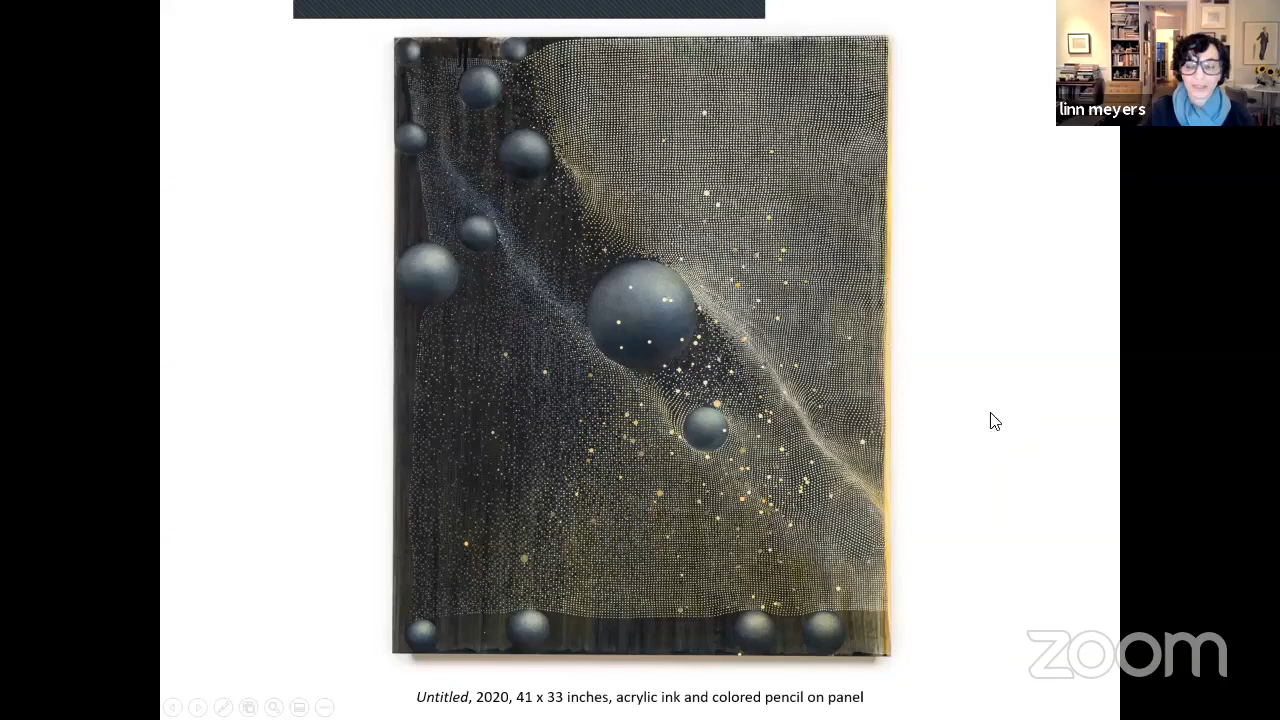 linn meyers
zoom
Untitled, 2020, 41 x 33 inches, acrylic ink and colored pencil on panel